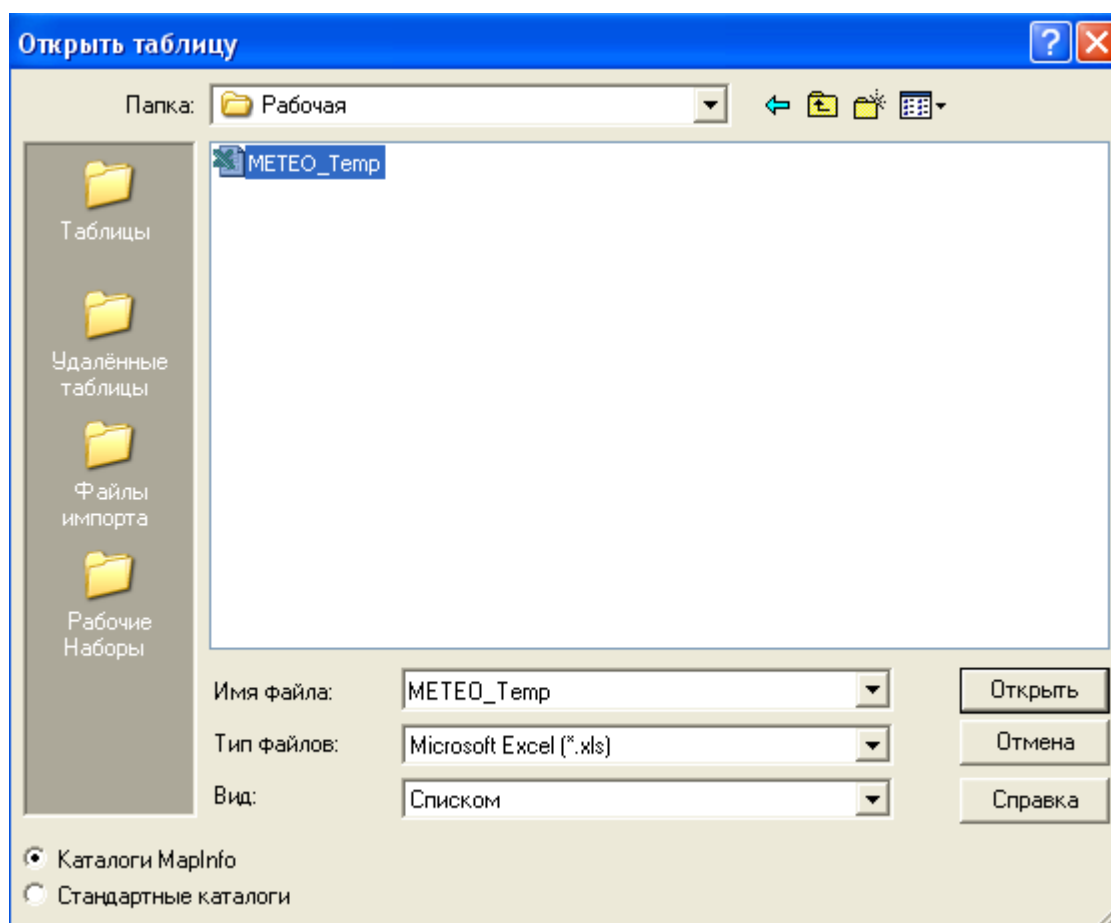 Открыть таблицу
Папка: Рабочая
METEO_Temp
Таблицы
Удалённые
таблицы
Файлы
импорта
Рабочие
Наборы
Имя файла: METEO_Temp Открыть
Тип файлов: Microsoft Excel (*.xls) Отмена
Вид: Списком Справка
Каталоги MapInfo
Стандартные каталоги